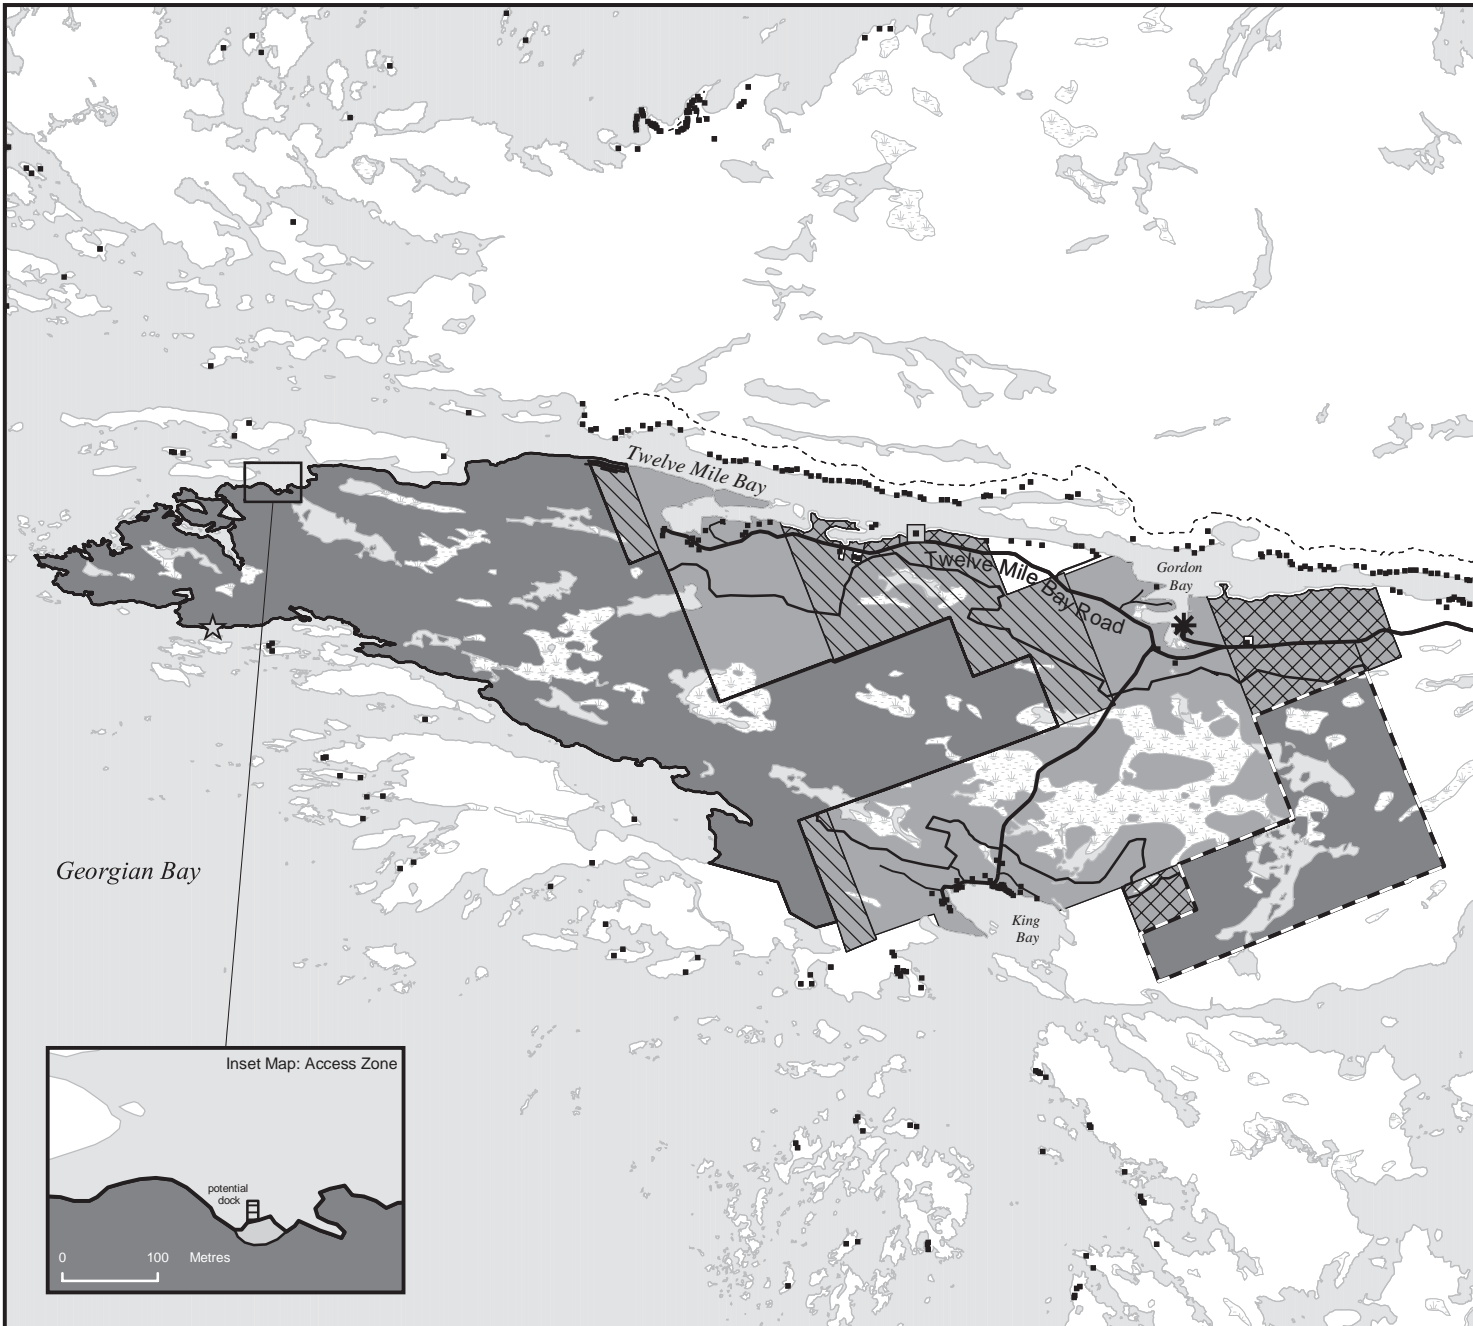 Twelve Mile Bay
Twelve Mile Bay Road
Gordon
Bay
Georgian Bay
King
Bay
Inset Map: Access Zone
potential
dock
0 100 Metres